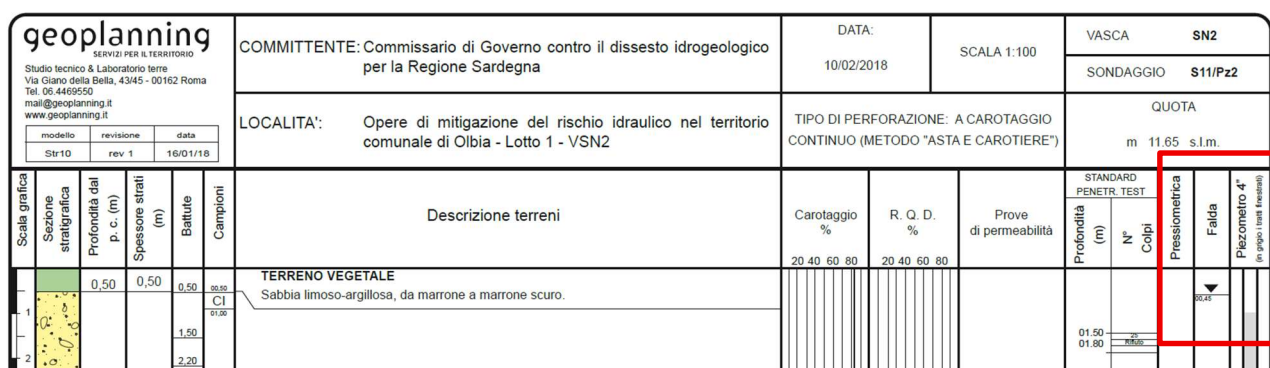 geoplanning
SERVIZI PER IL TERRITORIO
Studio tecnico & Laboratorio terre
Via Giano della Bella, 43/45 - 00162 Roma
Tel. 06.4469550
mail@geoplanning.it
www.geoplanning.it
modello revisione data
Str10 rev 1 16/01/18
COMMITTENTE: Commissario di Governo contro il dissesto idrogeologico
per la Regione Sardegna
DATA:
10/02/2018
SCALA 1:100
VASCA SN2
SONDAGGIO S11/Pz2
LOCALITA': Opere di mitigazione del rischio idraulico nel territorio
comunale di Olbia - Lotto 1 - VSN2
TIPO DI PERFORAZIONE: A CAROTAGGIO
CONTINUO (METODO "ASTA E CAROTIERE")
QUOTA
m 11.65 s.l.m.
Scala grafica
Sezione
stratigrafica
Profondità dal
p. c. (m)
Spessore strati
(m)
Battute
Campioni
Descrizione terreni
Carotaggio
%
20 40 60 80
R. Q. D.
%
20 40 60 80
Prove
di permeabilità
STANDARD
PENETR. TEST
Profondità
(m)
N°
Colpi
Pressiometrica
Falda
Piezometro 4"
(in grigio i tratti finestrati)
0,50 0,50 0,50 00,50
CI
01,00
TERRENO VEGETALE
Sabbia limoso-argillosa, da marrone a marrone scuro.
00,45
1
1,50
01.50 25
01.80 Rifiuto
2 2,20